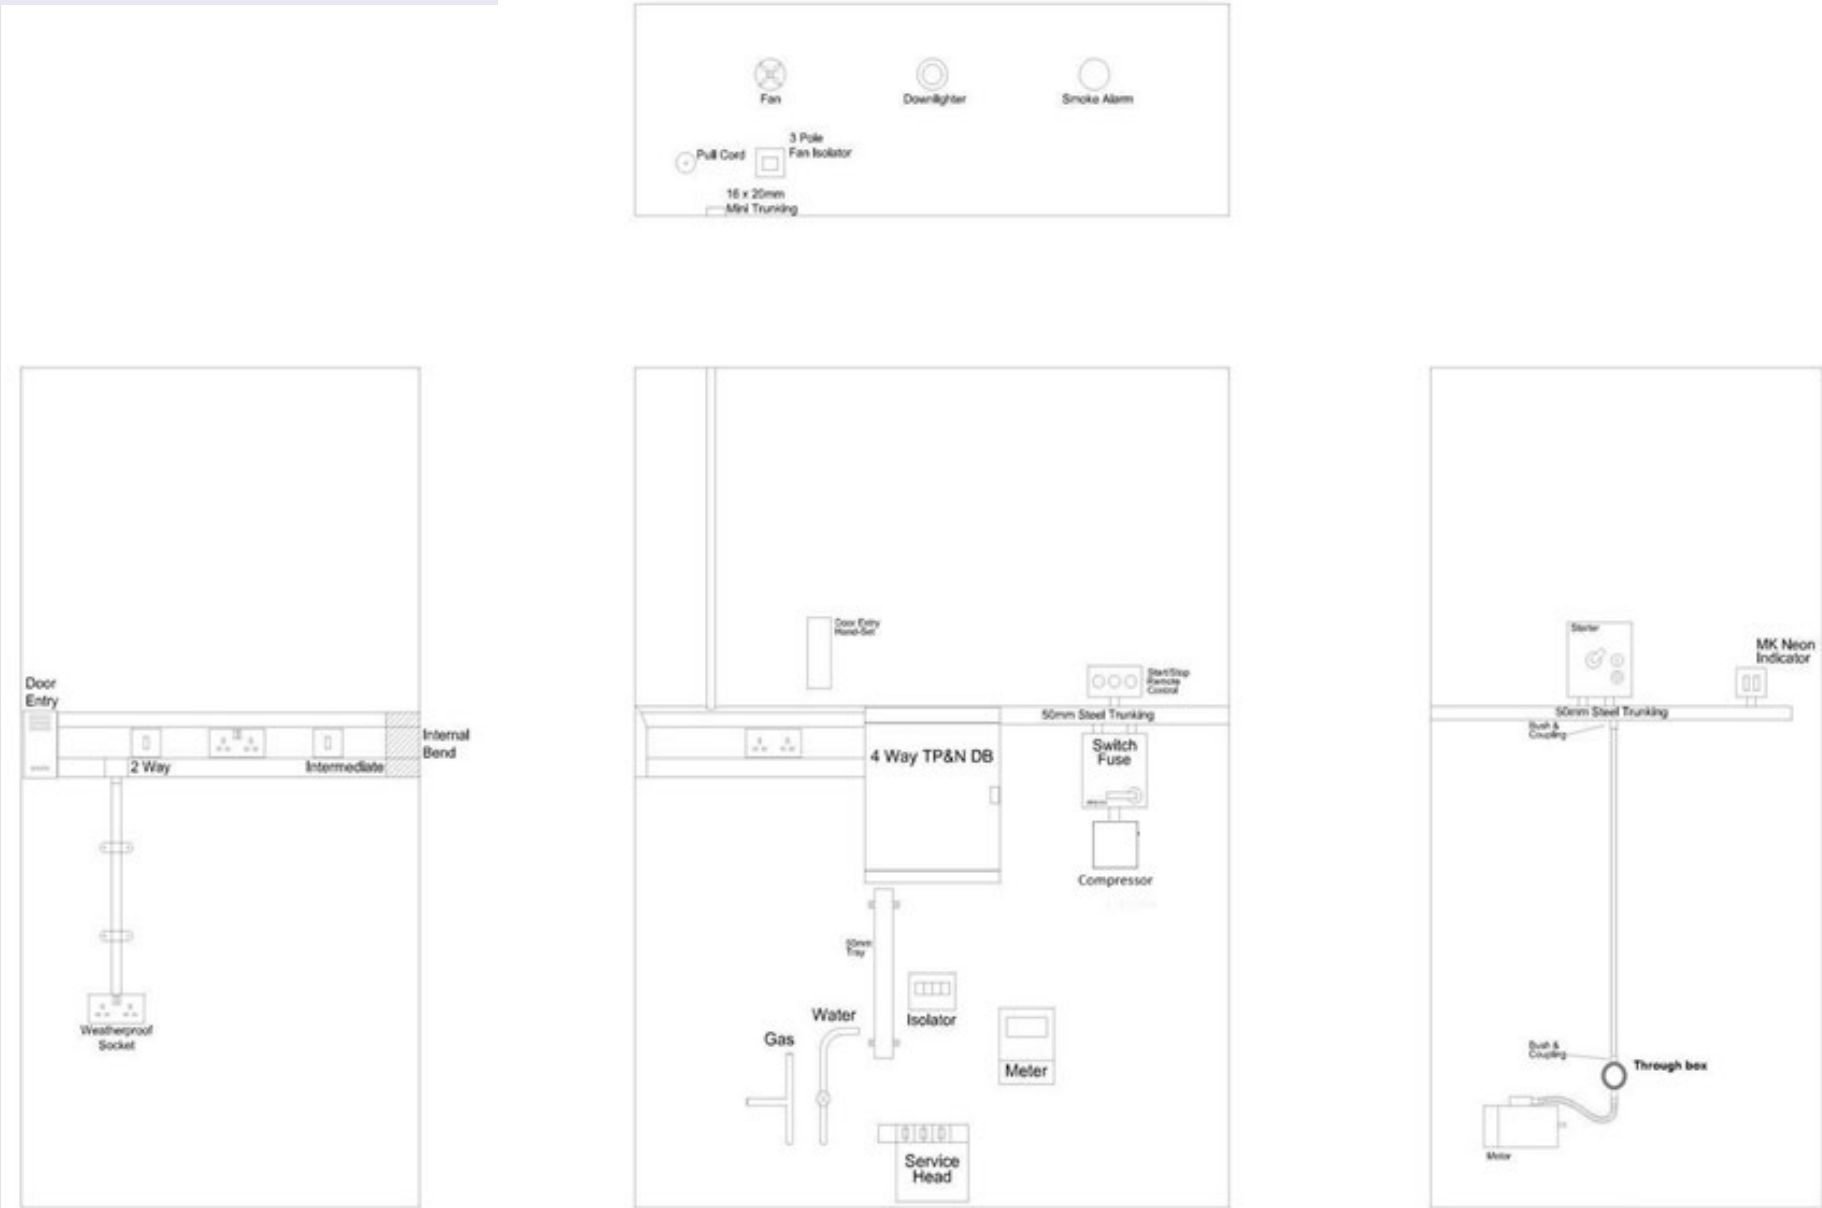 Fan
Downlighter
Smoke Alarm
Pull Cord
3 Pole
Fan Isolator
16 x 20mm
Mini Trunking
Door
Entry
2 Way
Intermediate
Internal
Bend
Weatherproof
Socket
Door Entry
Hand-Set
Start/Stop
Remote
Control
50mm Steel Trunking
4 Way TP&N DB
Switch
Fuse
Compressor
50mm
Tray
Isolator
Water
Gas
Meter
Service
Head
Starter
MK Neon
Indicator
50mm Steel Trunking
Bush &
Coupling
Bush &
Coupling
Through box
Motor